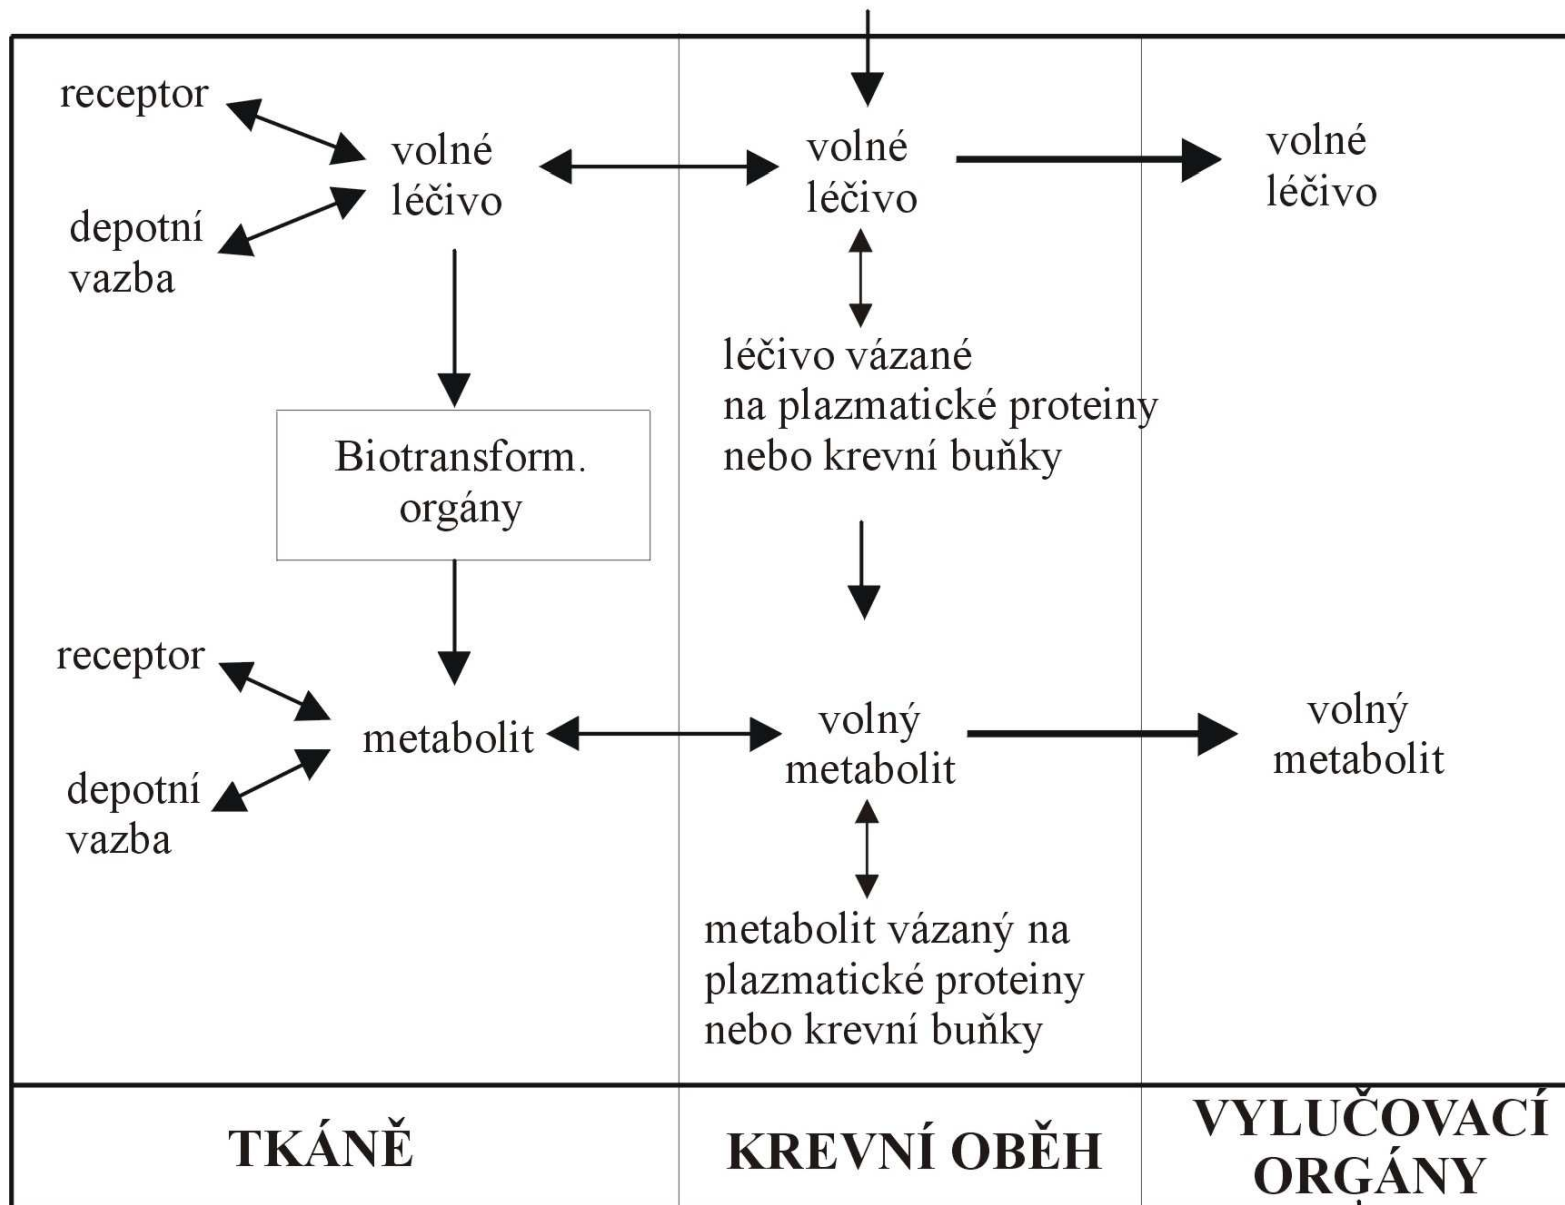 receptor
volné
léčivo
depotní
vazba
Biotransform.
orgány
receptor
metabolit
depotní
vazba
volné
léčivo
léčivo vázané
na plazmatické proteiny
nebo krevní buňky
volný
metabolit
metabolit vázaný na
plazmatické proteiny
nebo krevní buňky
volné
léčivo
volný
metabolit
TKÁNĚ
KREVNÍ OBĚH
VYLUČOVACÍ
ORGÁNY